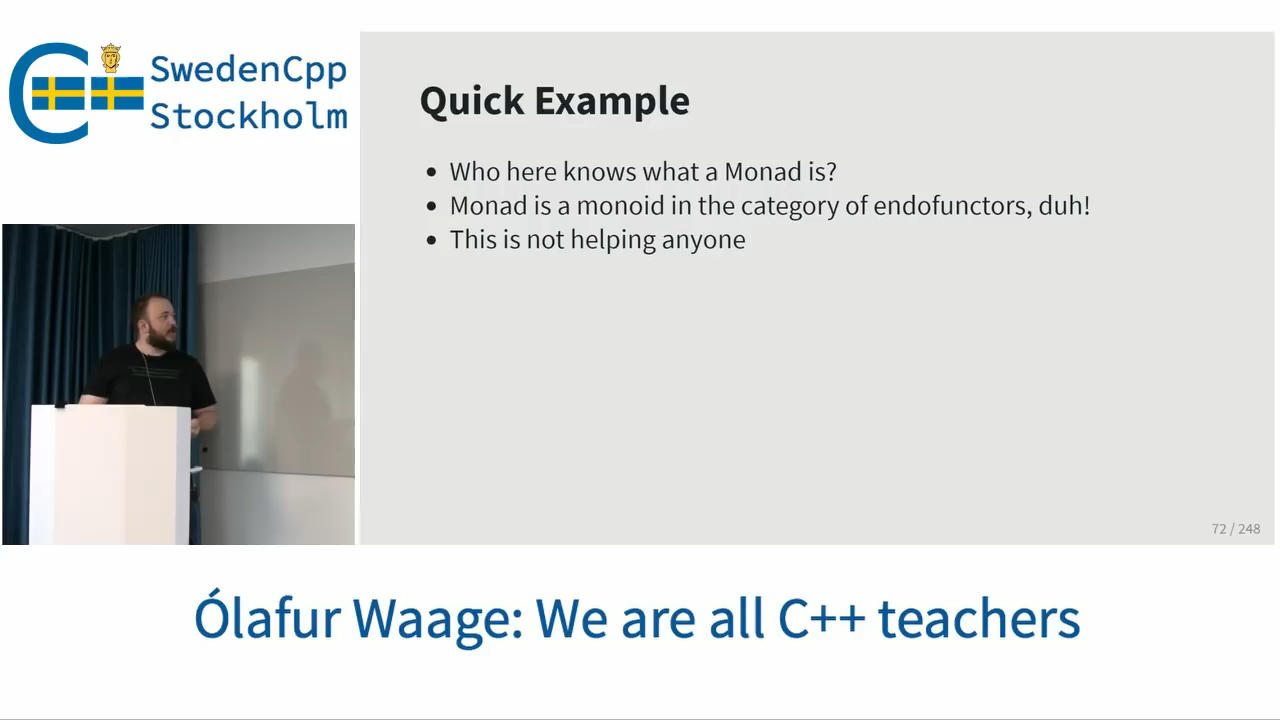 SwedenCpp
Stockholm
Quick Example
• Who here knows what a Monad is?
• Monad is a monoid in the category of endofunctors, duh!
• This is not helping anyone
72 / 248
Ólafur Waage: We are all C++ teachers